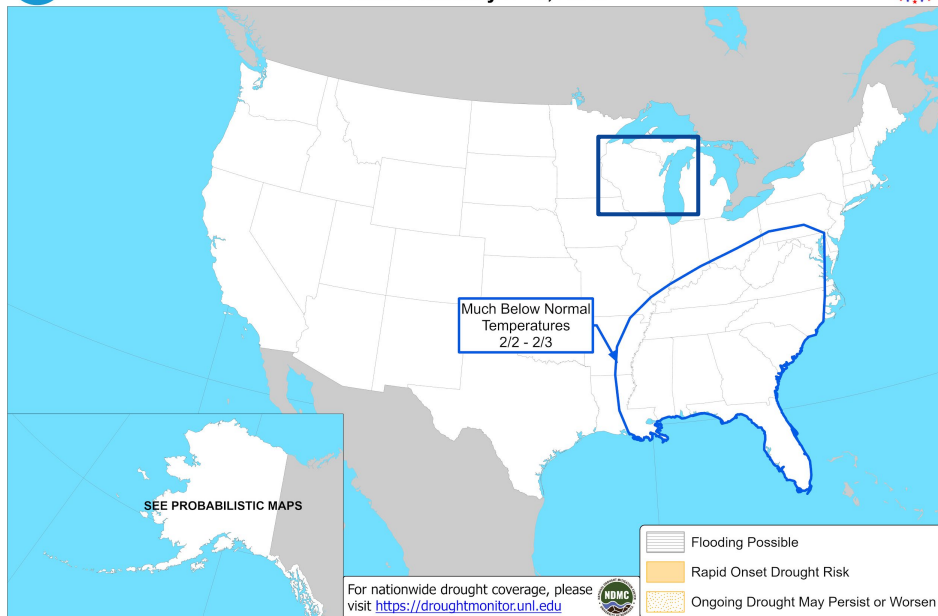 Much Below Normal
Temperatures
2/2 - 2/3
SEE PROBABILISTIC MAPS
For nationwide drought coverage, please
visit https://droughtmonitor.unl.edu
NDMC
Flooding Possible
Rapid Onset Drought Risk
Ongoing Drought May Persist or Worsen